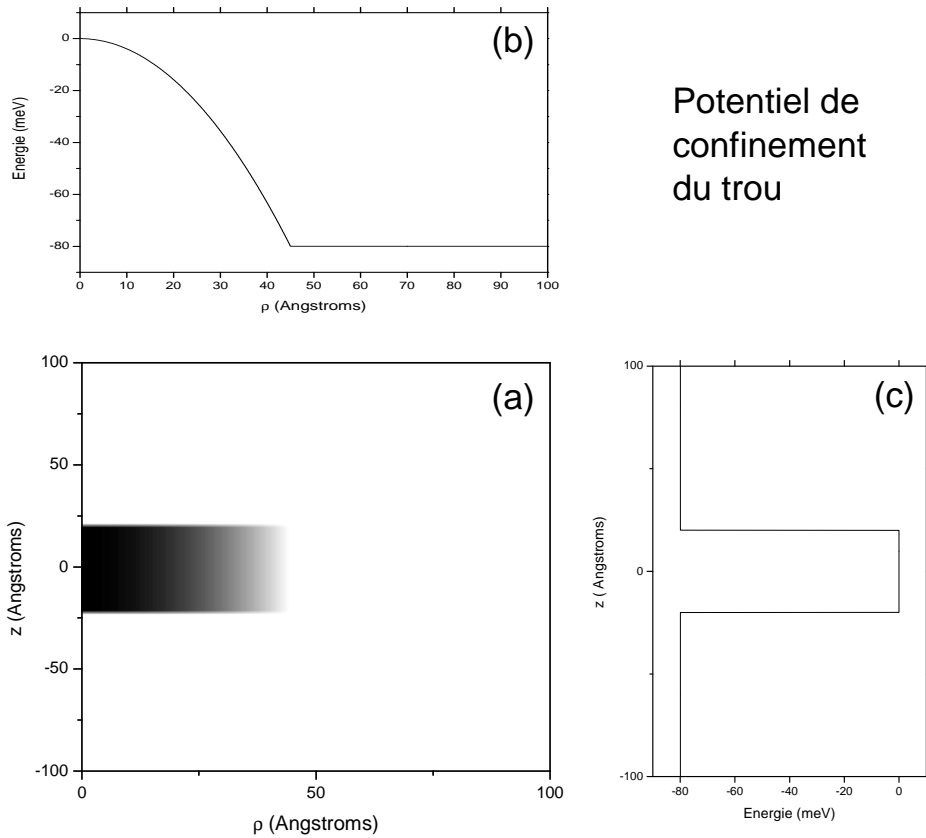 (b)
0
-20
-40
-60
-80
Energie (meV)
0 10 20 30 40 50 60 70 80 90 100
ρ (Angstroms)
Potentiel de
confinement
du trou
(a)
100
50
0
-50
-100
z (Angstroms)
0 50 100
ρ (Angstroms)
(c)
100
50
0
-50
-100
z ( Angstroms)
-80 -60 -40 -20 0
Energie (meV)